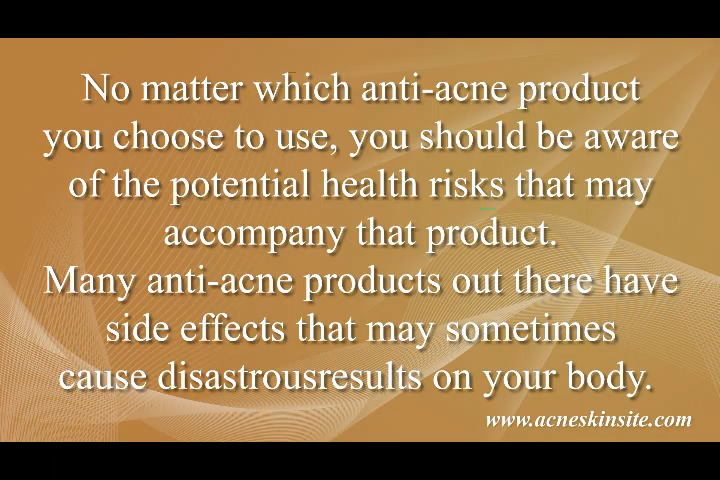 No matter which anti-acne product
you choose to use, you should be aware
of the potential health risks that may
accompany that product.
Many anti-acne products out there have
side effects that may sometimes
cause disastrousresults on your body.
www.acneskinsite.com